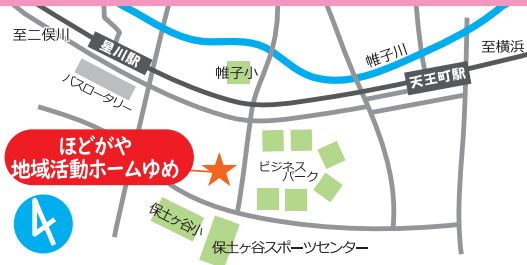 至二俣川
星川駅
バスロータリー
帷子小
帷子川
至横浜
天王町駅
ほどがや
地域活動ホームゆめ
ビジネス
パーク
4
保土ヶ谷小
保土ヶ谷スポーツセンター